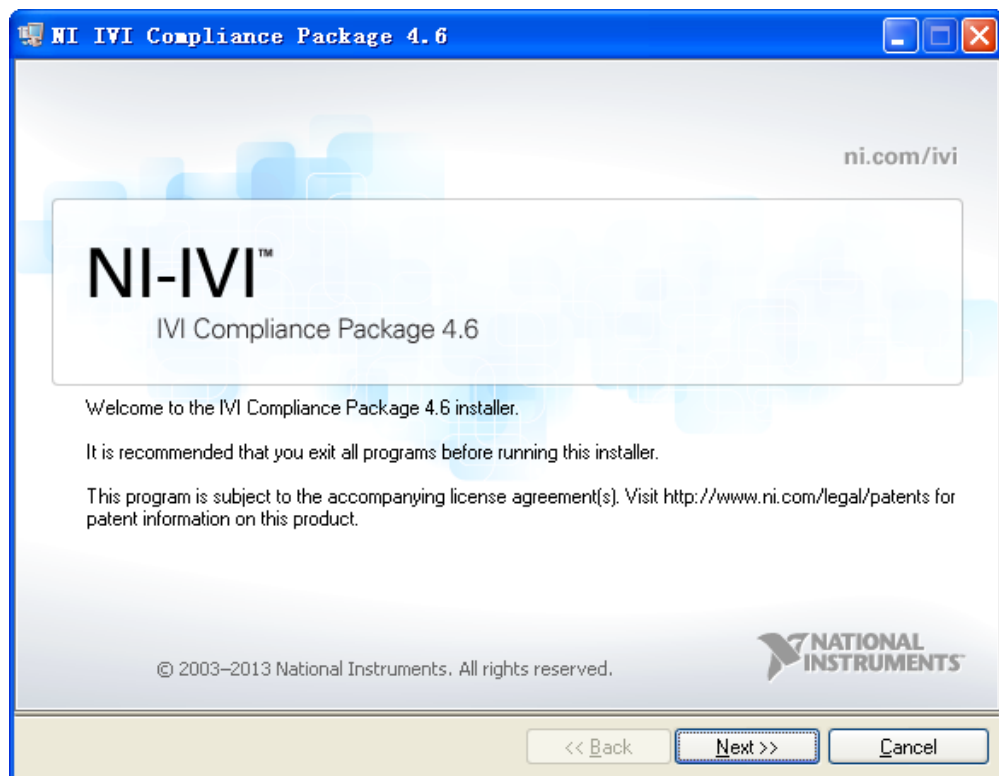 NI IVI Compliance Package 4.6
ni.com/ivi
NI-IVI™
IVI Compliance Package 4.6
Welcome to the IVI Compliance Package 4.6 installer.
It is recommended that you exit all programs before running this installer.
This program is subject to the accompanying license agreement(s). Visit http://www.ni.com/legal/patents for
patent information on this product.
© 2003–2013 National Instruments. All rights reserved.
NATIONAL
INSTRUMENTS™
<< Back
Next >>
Cancel